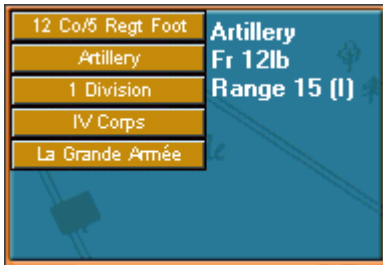 12 Co/5 Regt Foot
Artillery
1 Division
IV Corps
La Grande Armée
Artillery
Fr 12lb
Range 15 (I)